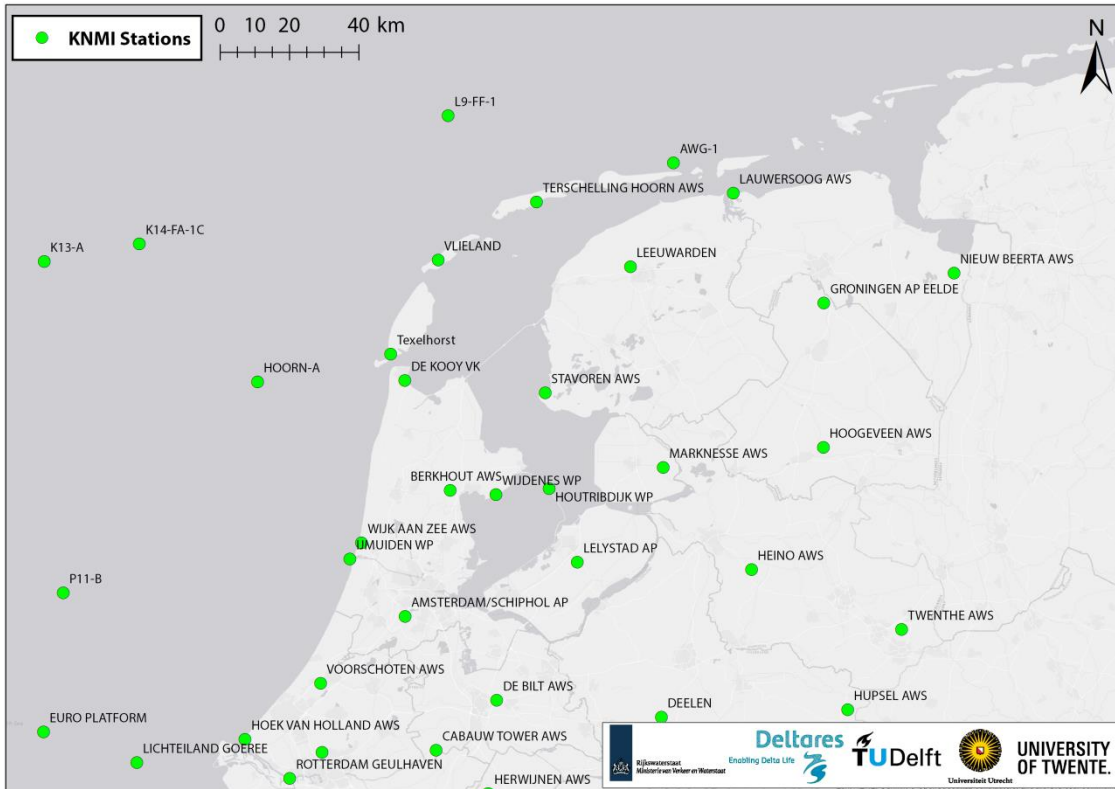 KNMI Stations
0 10 20 40 km
N
L9-FF-1
AWG-1
LAUWERSOOG AWS
TERSCHELLING HOORN AWS
K14-FA-1C
K13-A
VLIELAND
LEEUWARDEN
NIEUW BEERTA AWS
GRONINGEN AP EELDE
Texelhorst
DE KOOY VK
HOORN-A
STAVOREN AWS
HOOGEVEEN AWS
MARKNESSE AWS
BERKHOUT AWS
WIJDENES WP
HOUTRIBDIJK WP
WIJK AAN ZEE AWS
IJMUIDEN WP
LELYSTAD AP
HEINO AWS
P11-B
AMSTERDAM/SCHIPHOL AP
TWENTHE AWS
VOORSCHOTEN AWS
DE BILT AWS
HUPSEL AWS
DEELEN
EURO PLATFORM
HOEK VAN HOLLAND AWS
CABAUW TOWER AWS
LICHTEILAND GOEREE
ROTTERDAM GEULHAVEN
HERWIJNEN AWS
Rijkswaterstaat
Ministerie van Verkeer en Waterstaat
Deltares
Enabling Delta Life
TUDelft
Universiteit Utrecht
UNIVERSITY
OF TWENTE.